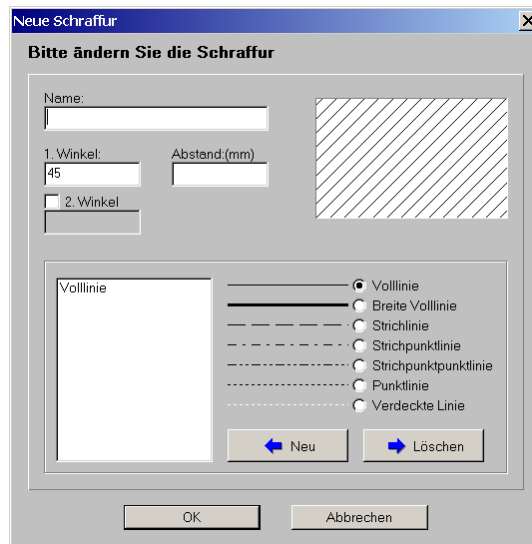 Neue Schraffur
Bitte ändern Sie die Schraffur
Name:
1. Winkel:
Abstand:(mm)
45
2. Winkel
Volllinie
Volllinie
Breite Volllinie
Strichlinie
Strichpunktlinie
Strichpunktpunktlinie
Punktlinie
Verdeckte Linie
Neu
Löschen
OK
Abbrechen